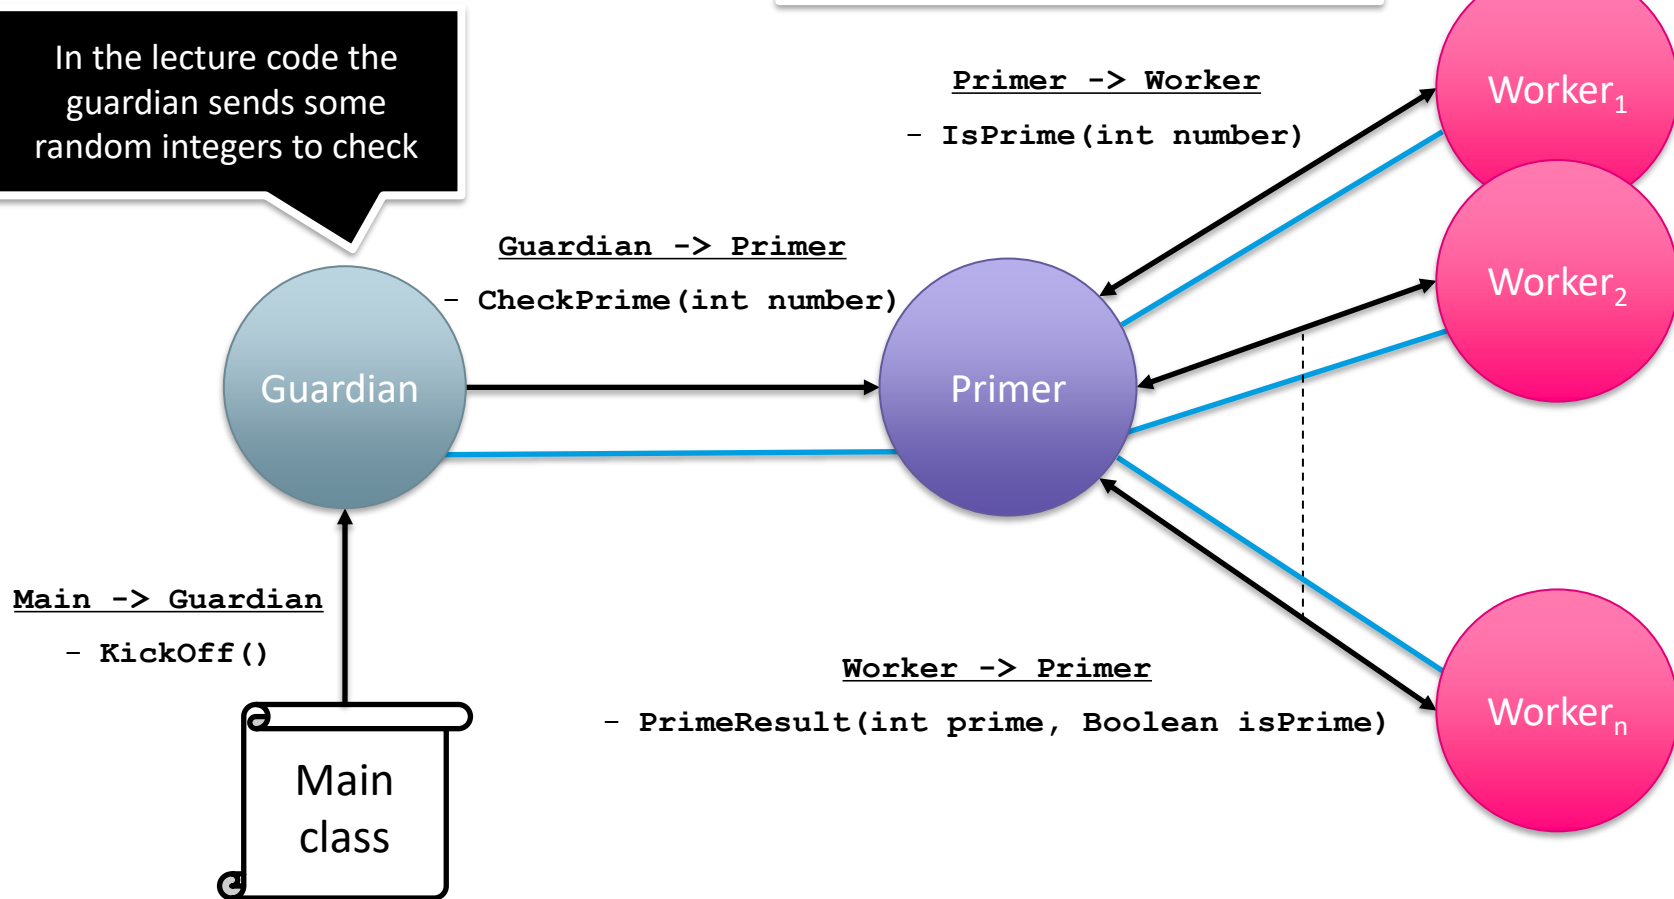 In the lecture code the
guardian sends some
random integers to check
Primer -> Worker
- IsPrime(int number)
Worker1
Guardian -> Primer
- CheckPrime(int number)
Worker2
Guardian
Primer
Main -> Guardian
- KickOff()
Worker -> Primer
- PrimeResult(int prime, Boolean isPrime)
Workern
Main
class